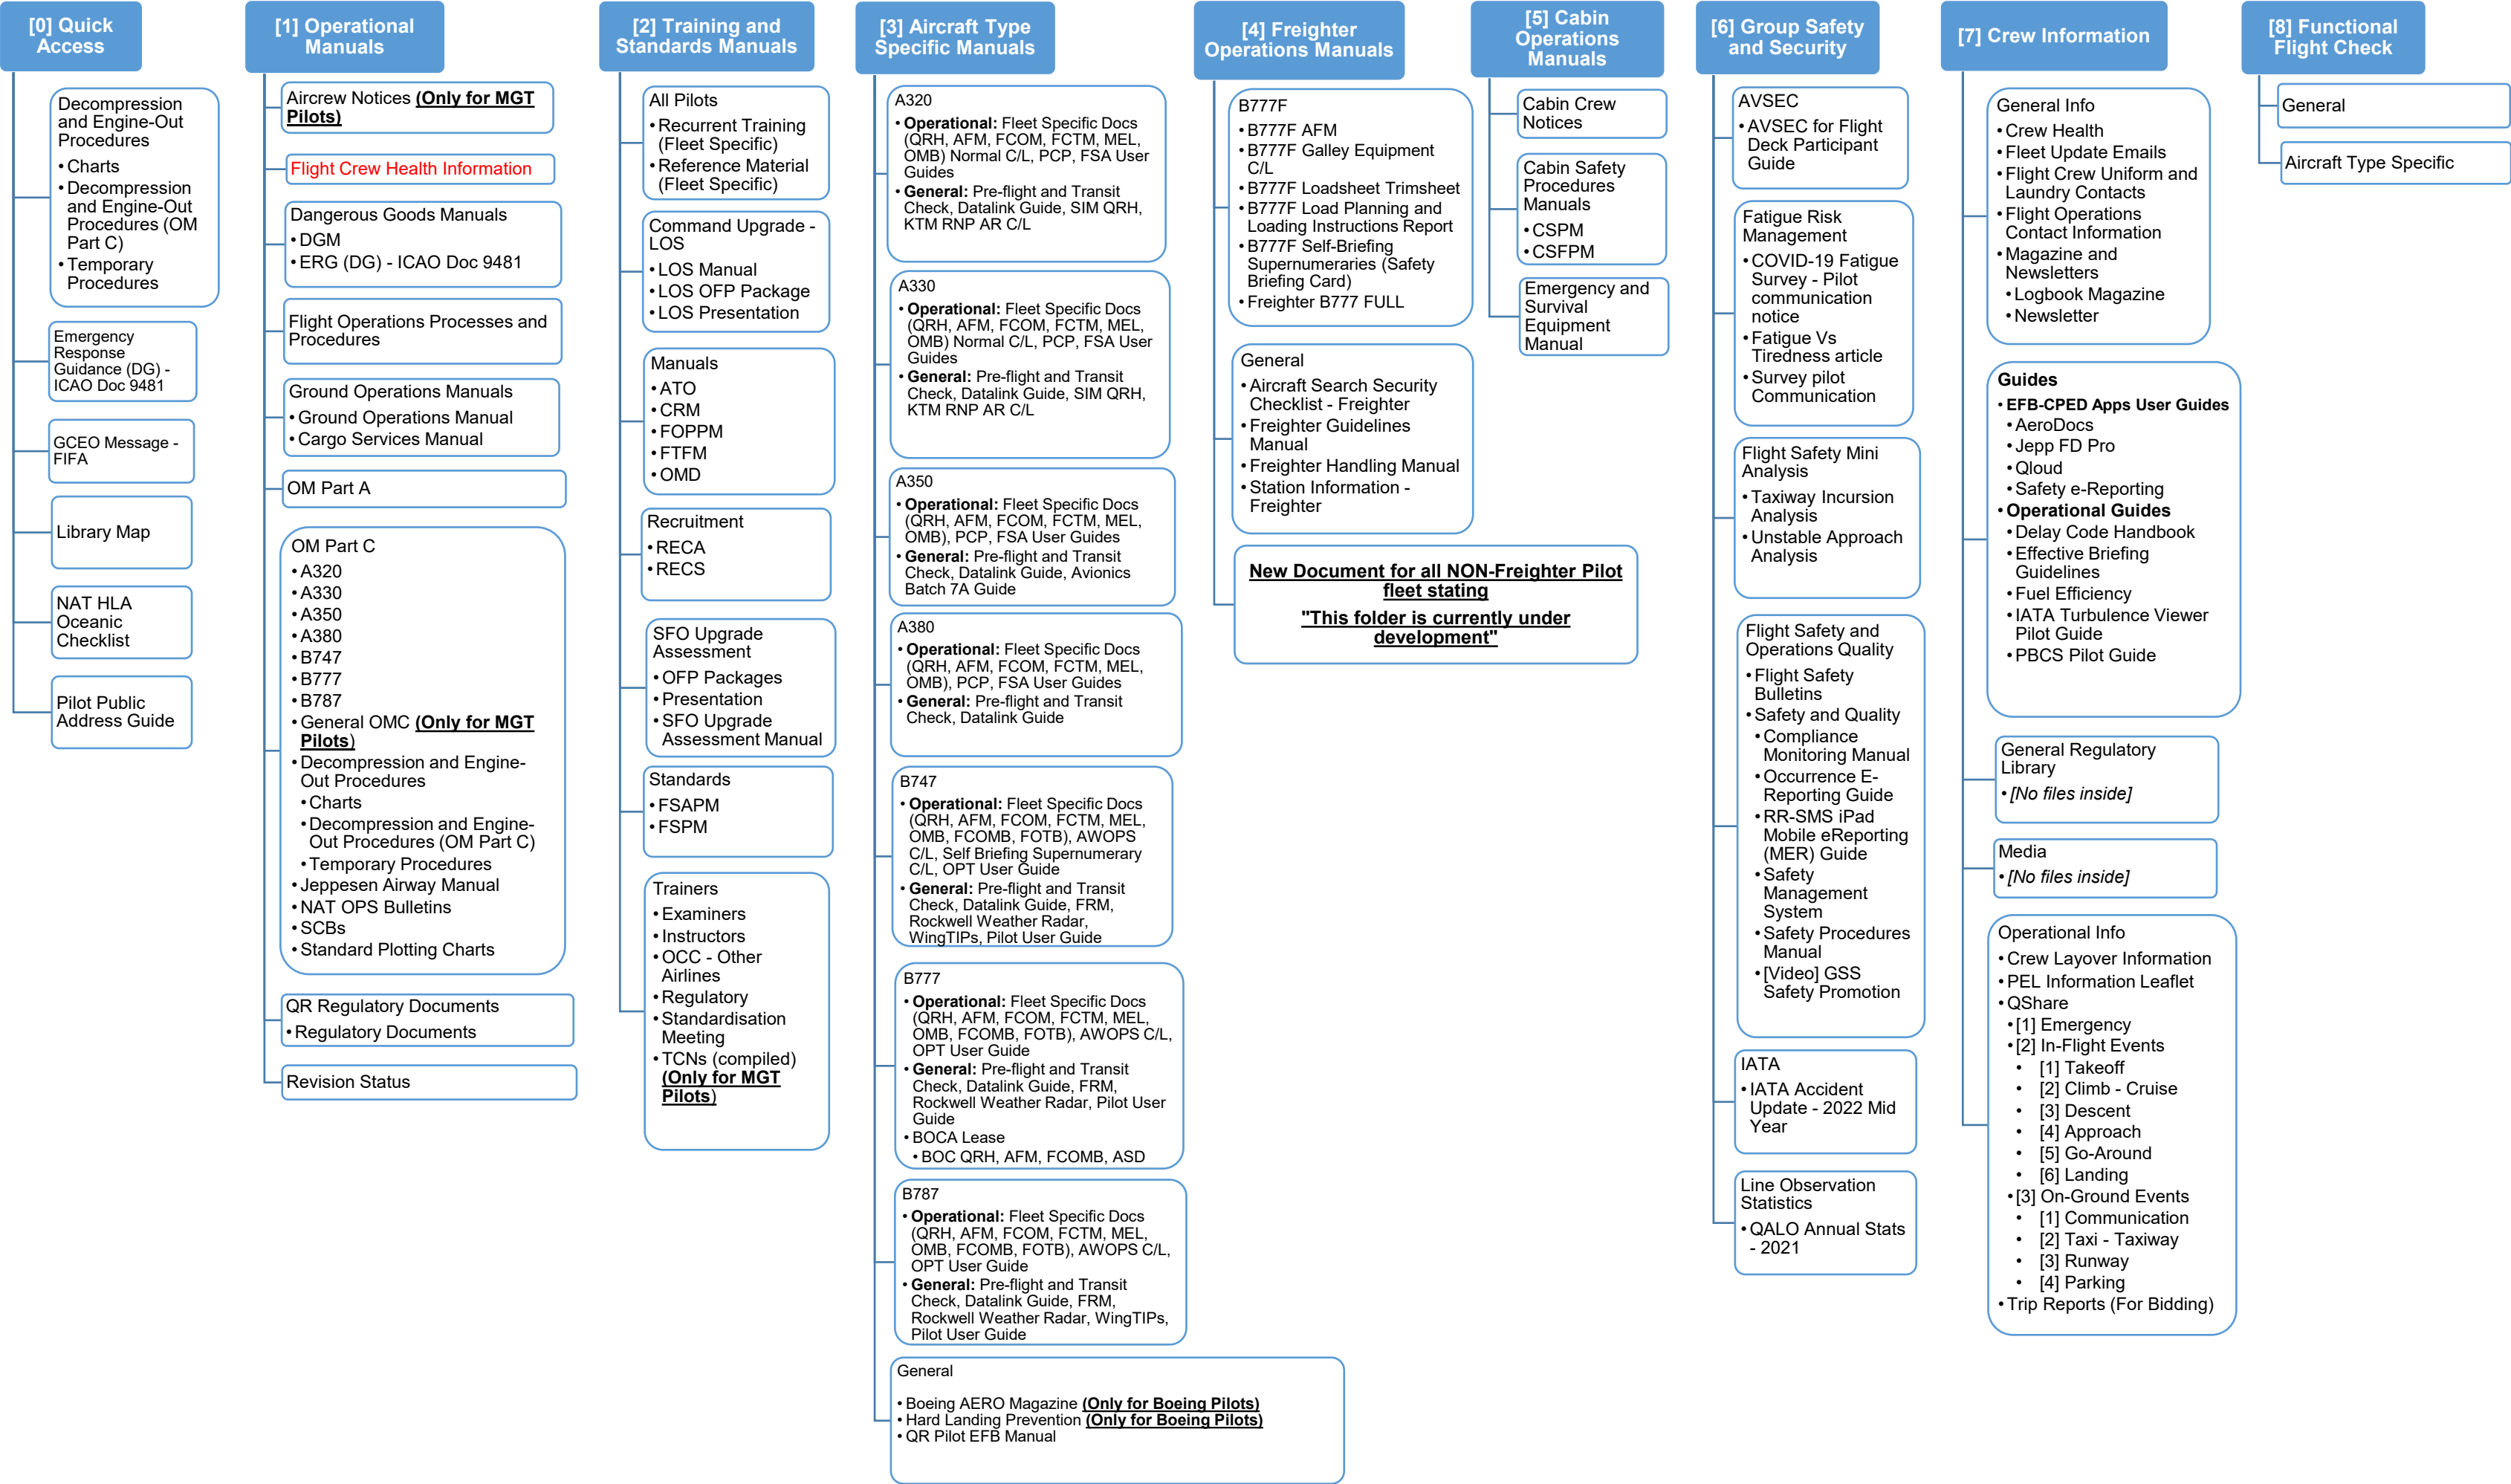 [0] Quick
Access
Decompression
and Engine-Out
Procedures
• Charts
• Decompression
and Engine-Out
Procedures (OM
Part C)
• Temporary
Procedures
Emergency
Response
Guidance (DG) -
ICAO Doc 9481
GCEO Message -
FIFA
Library Map
NAT HLA
Oceanic
Checklist
Pilot Public
Address Guide
[1] Operational
Manuals
Aircrew Notices (Only for MGT
Pilots)
Flight Crew Health Information
Dangerous Goods Manuals
• DGM
• ERG (DG) - ICAO Doc 9481
Flight Operations Processes and
Procedures
Ground Operations Manuals
• Ground Operations Manual
• Cargo Services Manual
OM Part A
OM Part C
• A320
• A330
• A350
• A380
• B747
• B777
• B787
• General OMC (Only for MGT
Pilots)
• Decompression and Engine-
Out Procedures
• Charts
• Decompression and Engine-
Out Procedures (OM Part C)
• Temporary Procedures
• Jeppesen Airway Manual
• NAT OPS Bulletins
• SCBs
• Standard Plotting Charts
QR Regulatory Documents
• Regulatory Documents
Revision Status
[2] Training and
Standards Manuals
All Pilots
• Recurrent Training
(Fleet Specific)
• Reference Material
(Fleet Specific)
Command Upgrade -
LOS
• LOS Manual
• LOS OFP Package
• LOS Presentation
Manuals
• ATO
• CRM
• FOPPM
• FTFM
• OMD
Recruitment
• RECA
• RECS
SFO Upgrade
Assessment
• OFP Packages
• Presentation
• SFO Upgrade
Assessment Manual
Standards
• FSAPM
• FSPM
Trainers
• Examiners
• Instructors
• OCC - Other
Airlines
• Regulatory
• Standardisation
Meeting
• TCNs (compiled)
(Only for MGT
Pilots)
[3] Aircraft Type
Specific Manuals
A320
• Operational: Fleet Specific Docs
(QRH, AFM, FCOM, FCTM, MEL,
OMB) Normal C/L, PCP, FSA User
Guides
• General: Pre-flight and Transit
Check, Datalink Guide, SIM QRH,
KTM RNP AR C/L
A330
• Operational: Fleet Specific Docs
(QRH, AFM, FCOM, FCTM, MEL,
OMB) Normal C/L, PCP, FSA User
Guides
• General: Pre-flight and Transit
Check, Datalink Guide, SIM QRH,
KTM RNP AR C/L
A350
• Operational: Fleet Specific Docs
(QRH, AFM, FCOM, FCTM, MEL,
OMB), PCP, FSA User Guides
• General: Pre-flight and Transit
Check, Datalink Guide, Avionics
Batch 7A Guide
A380
• Operational: Fleet Specific Docs
(QRH, AFM, FCOM, FCTM, MEL,
OMB), PCP, FSA User Guides
• General: Pre-flight and Transit
Check, Datalink Guide
B747
• Operational: Fleet Specific Docs
(QRH, AFM, FCOM, FCTM, MEL,
OMB, FCOMB, FOTB), AWOPS
C/L, Self Briefing Supernumerary
C/L, OPT User Guide
• General: Pre-flight and Transit
Check, Datalink Guide, FRM,
Rockwell Weather Radar,
WingTIPs, Pilot User Guide
B777
• Operational: Fleet Specific Docs
(QRH, AFM, FCOM, FCTM, MEL,
OMB, FCOMB, FOTB), AWOPS C/L,
OPT User Guide
• General: Pre-flight and Transit
Check, Datalink Guide, FRM,
Rockwell Weather Radar, Pilot User
Guide
• BOCA Lease
• BOC QRH, AFM, FCOMB, ASD
B787
• Operational: Fleet Specific Docs
(QRH, AFM, FCOM, FCTM, MEL,
OMB, FCOMB, FOTB), AWOPS C/L,
OPT User Guide
• General: Pre-flight and Transit
Check, Datalink Guide, FRM,
Rockwell Weather Radar, WingTIPs,
Pilot User Guide
General
• Boeing AERO Magazine (Only for Boeing Pilots)
• Hard Landing Prevention (Only for Boeing Pilots)
• QR Pilot EFB Manual
[4] Freighter
Operations Manuals
B777F
• B777F AFM
• B777F Galley Equipment
C/L
• B777F Loadsheet Trimsheet
• B777F Load Planning and
Loading Instructions Report
• B777F Self-Briefing
Supernumeraries (Safety
Briefing Card)
• Freighter B777 FULL
General
• Aircraft Search Security
Checklist - Freighter
• Freighter Guidelines
Manual
• Freighter Handling Manual
• Station Information -
Freighter
New Document for all NON-Freighter Pilot
fleet stating
"This folder is currently under
development"
[5] Cabin
Operations
Manuals
Cabin Crew
Notices
Cabin Safety
Procedures
Manuals
• CSPM
• CSFPM
Emergency and
Survival
Equipment
Manual
[6] Group Safety
and Security
AVSEC
• AVSEC for Flight
Deck Participant
Guide
Fatigue Risk
Management
• COVID-19 Fatigue
Survey - Pilot
communication
notice
• Fatigue Vs
Tiredness article
• Survey pilot
Communication
Flight Safety Mini
Analysis
• Taxiway Incursion
Analysis
• Unstable Approach
Analysis
Flight Safety and
Operations Quality
• Flight Safety
Bulletins
• Safety and Quality
• Compliance
Monitoring Manual
• Occurrence E-
Reporting Guide
• RR-SMS iPad
Mobile eReporting
(MER) Guide
• Safety
Management
System
• Safety Procedures
Manual
• [Video] GSS
Safety Promotion
IATA
• IATA Accident
Update - 2022 Mid
Year
Line Observation
Statistics
• QALO Annual Stats
- 2021
[7] Crew Information
General Info
• Crew Health
• Fleet Update Emails
• Flight Crew Uniform and
Laundry Contacts
• Flight Operations
Contact Information
• Magazine and
Newsletters
• Logbook Magazine
• Newsletter
Guides
• EFB-CPED Apps User Guides
• AeroDocs
• Jepp FD Pro
• Qloud
• Safety e-Reporting
• Operational Guides
• Delay Code Handbook
• Effective Briefing
Guidelines
• Fuel Efficiency
• IATA Turbulence Viewer
Pilot Guide
• PBCS Pilot Guide
General Regulatory
Library
• [No files inside]
Media
• [No files inside]
Operational Info
• Crew Layover Information
• PEL Information Leaflet
• QShare
• [1] Emergency
• [2] In-Flight Events
• [1] Takeoff
• [2] Climb - Cruise
• [3] Descent
• [4] Approach
• [5] Go-Around
• [6] Landing
• [3] On-Ground Events
• [1] Communication
• [2] Taxi - Taxiway
• [3] Runway
• [4] Parking
• Trip Reports (For Bidding)
[8] Functional
Flight Check
General
Aircraft Type Specific